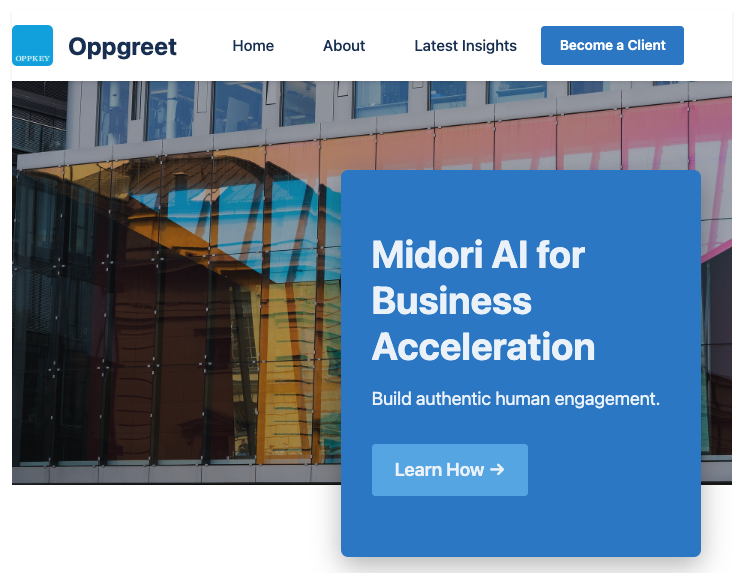 OPPKEY
Oppgreet
Home
About
Latest Insights
Become a Client
Midori AI for
Business
Acceleration
Build authentic human engagement.
Learn How →